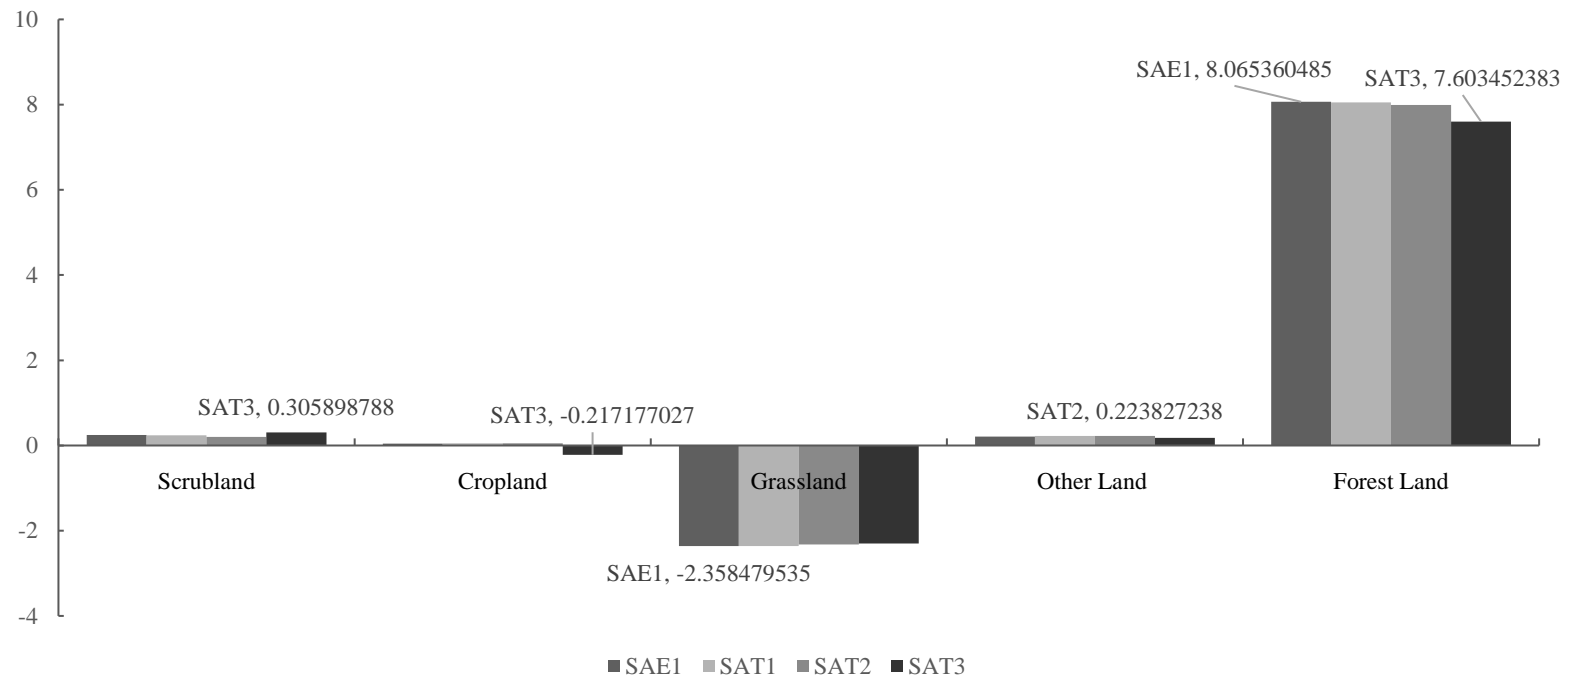 10
SAE1, 8.065360485
SAT3, 7.603452383
8
6
4
2
SAT3, 0.305898788
SAT3, -0.217177027
SAT2, 0.223827238
0
Scrubland
Cropland
Grassland
Other Land
Forest Land
-2
SAE1, -2.358479535
-4
SAE1
SAT1
SAT2
SAT3